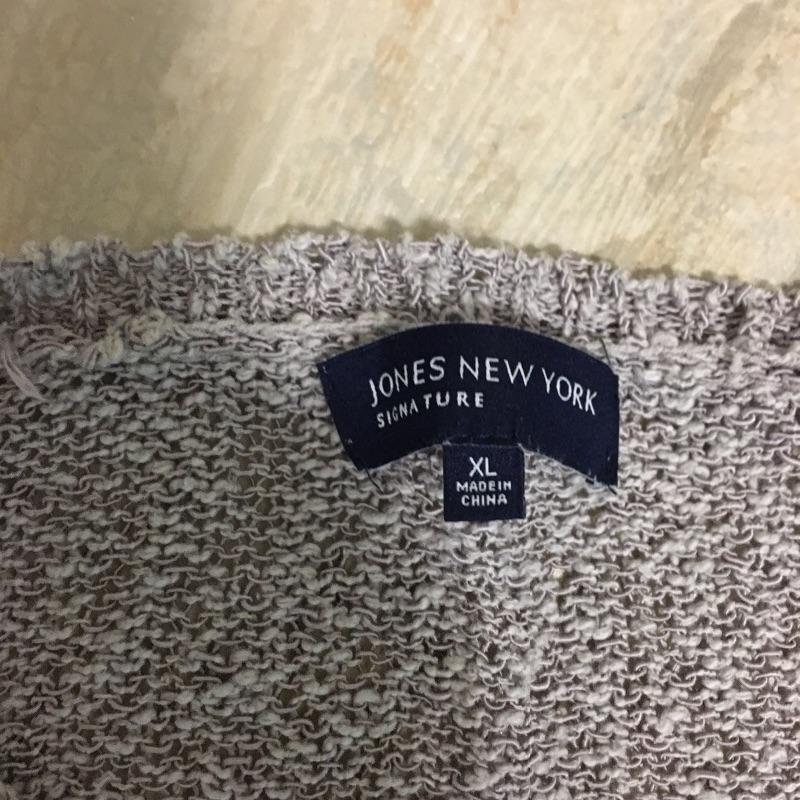 JONES NEW YORK
SIGNATURE
XL
MADE IN
CHINA